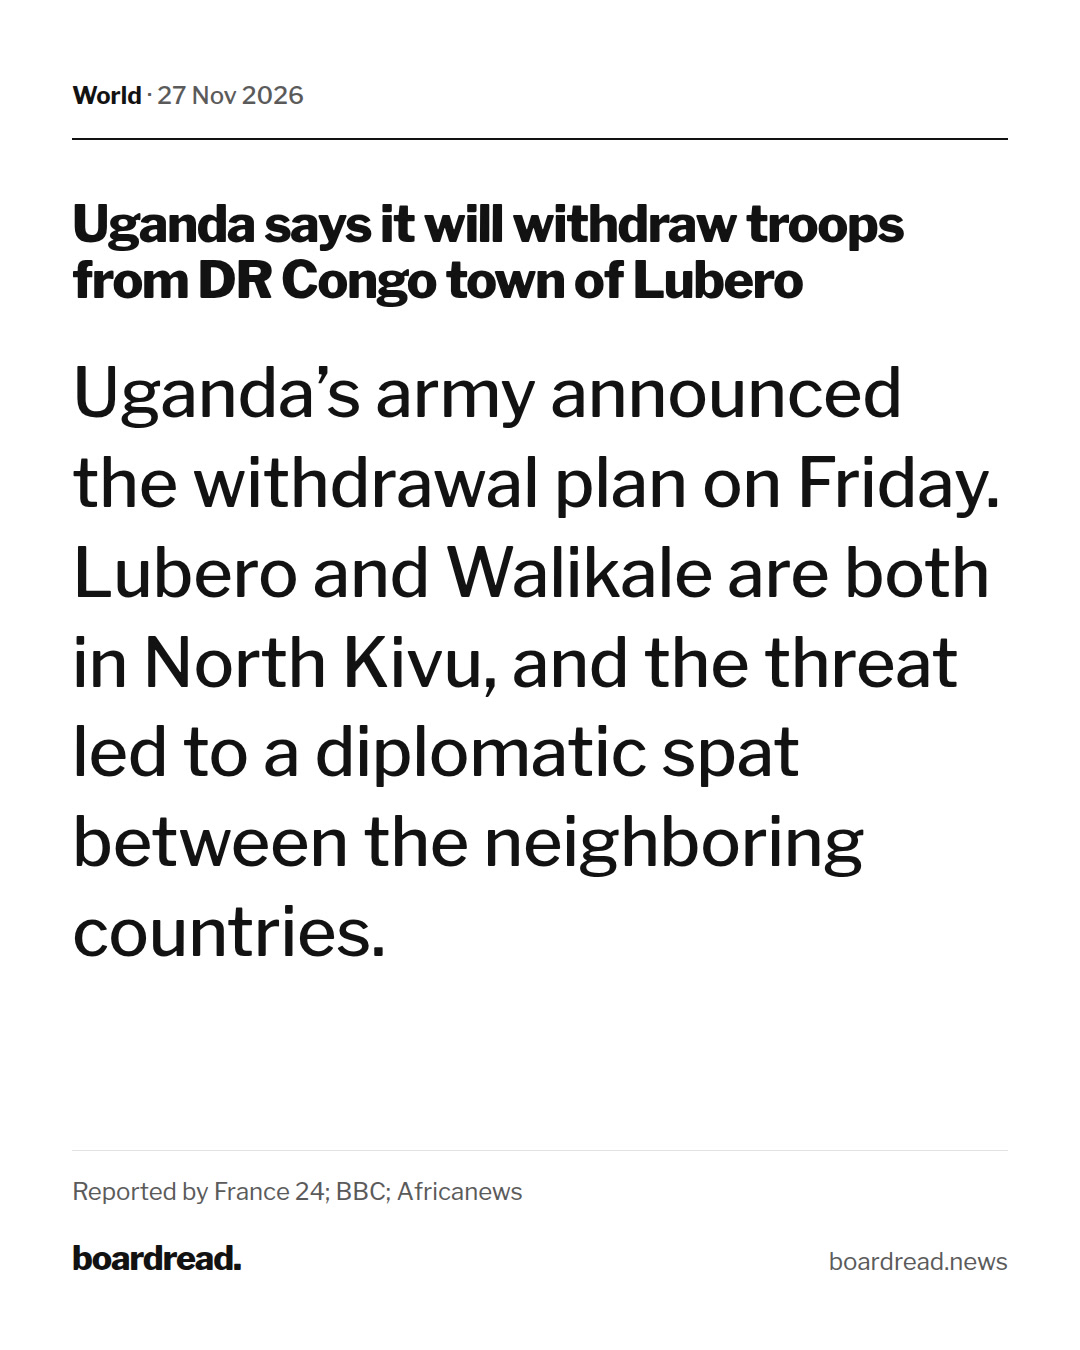 World · 27 Nov 2026
Uganda says it will withdraw troops
from DR Congo town of Lubero
Uganda’s army announced
the withdrawal plan on Friday.
Lubero and Walikale are both
in North Kivu, and the threat
led to a diplomatic spat
between the neighboring
countries.
Reported by France 24; BBC; Africanews
boardread.
boardread.news